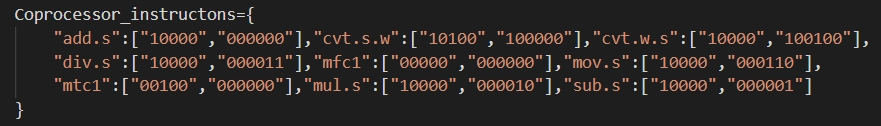 Coprocessor_instructons={
"add.s":["10000","000000"],"cvt.s.w":["10100","100000"],"cvt.w.s":["10000","100100"],
"div.s":["10000","000011"],"mfc1":["00000","000000"],"mov.s":["10000","000110"],
"mtc1":["00100","000000"],"mul.s":["10000","000010"],"sub.s":["10000","000001"]
}